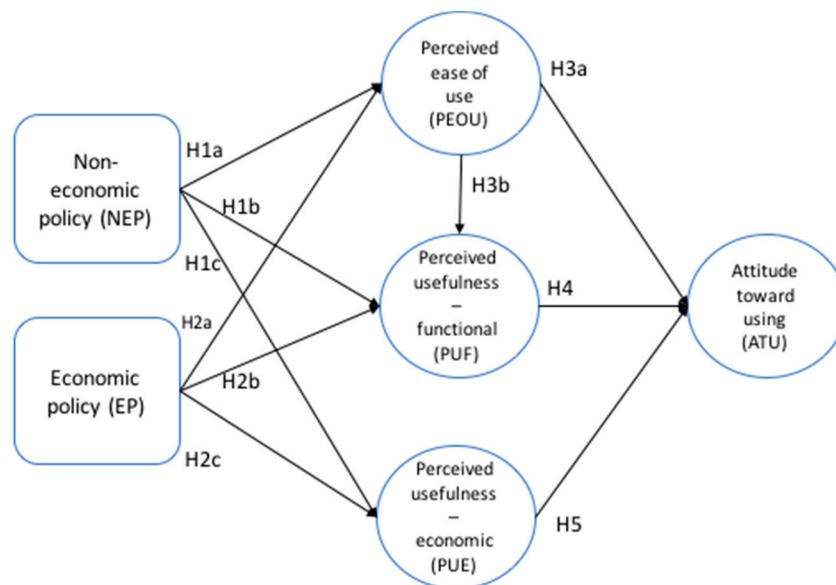 Perceived
ease of
use
(PEOU)
H3a
Non-
economic
policy (NEP)
H1a
H1b
H1c
H3b
Perceived
usefulness
–
functional
(PUF)
H4
Attitude
toward
using
(ATU)
Economic
policy (EP)
H2a
H2b
H2c
Perceived
usefulness
–
economic
(PUE)
H5